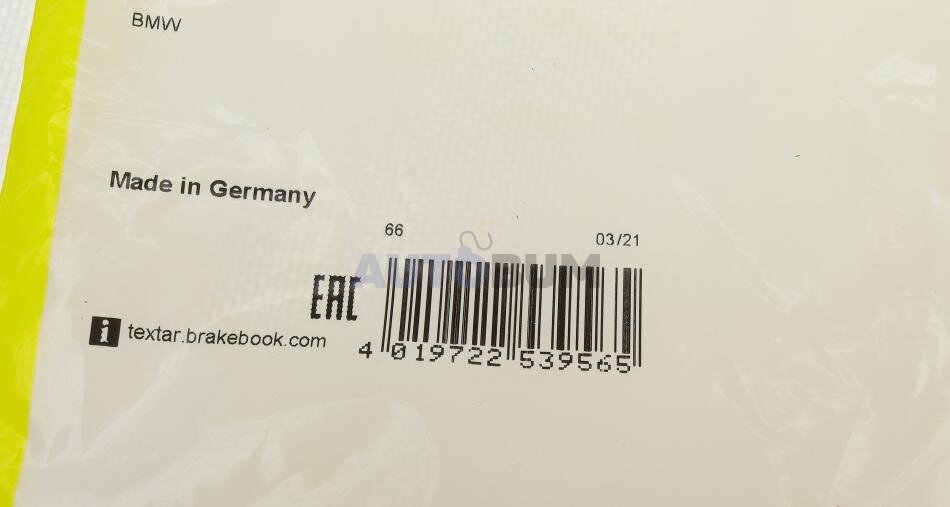 BMW
Made in Germany
66
03/21
AUTODUM
EAC
i textar.brakebook.com
4 019722 539565